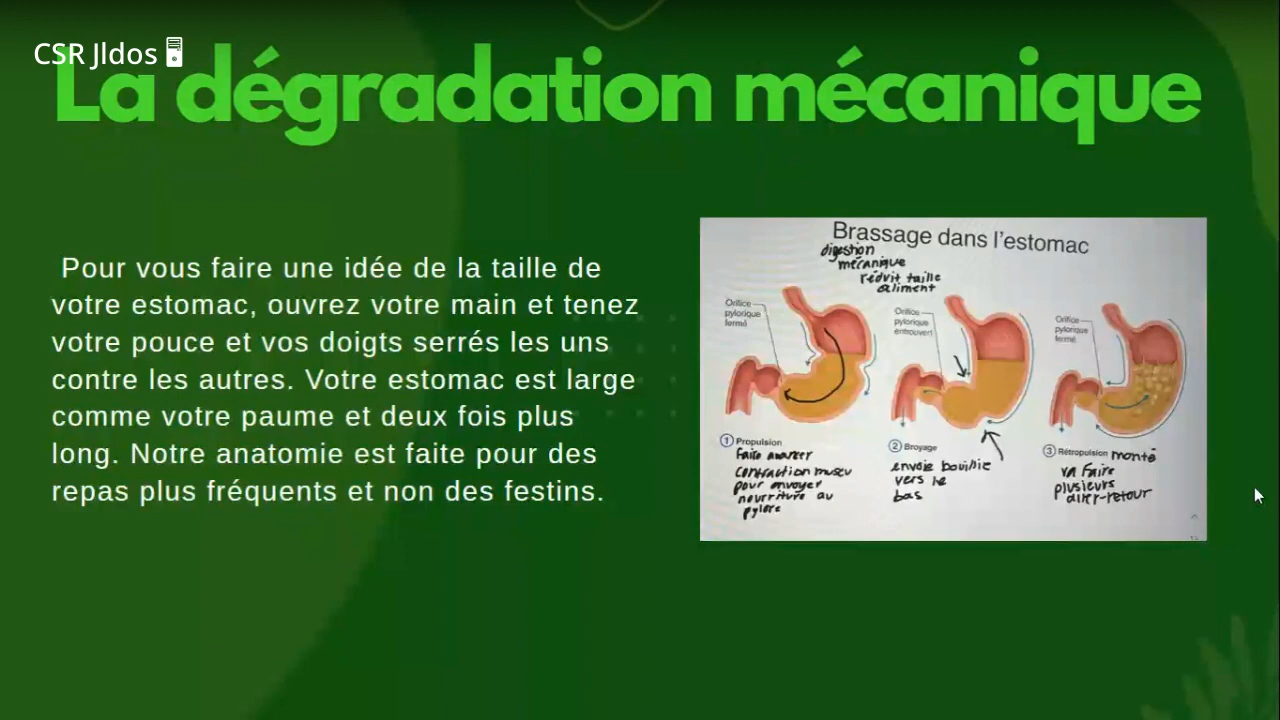 CSR Jldos
La dégradation mécanique
Pour vous faire une idée de la taille de
votre estomac, ouvrez votre main et tenez
votre pouce et vos doigts serrés les uns
contre les autres. Votre estomac est large
comme votre paume et deux fois plus
long. Notre anatomie est faite pour des
repas plus fréquents et non des festins.
Brassage dans l'estomac
digestion
mécanique
réduit taille
aliment
Orifice
pylorique
fermé
Orifice
pylorique
entrouvert
Orifice
pylorique
fermé
1 Propulsion
faire avancer
contraction muscu
pour envoyer
nourriture au
pylore
2 Broyage
envoie bouillie
vers le
bas
3 Rétropulsion monté
va faire
plusieurs
aller-retour